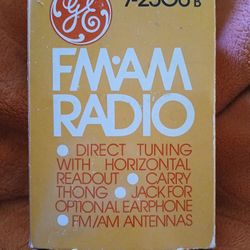 GE
7-2500 B
FM·AM
RADIO
• DIRECT TUNING
WITH HORIZONTAL
READOUT • CARRY
THONG • JACK FOR
OPTIONAL EARPHONE
• FM/AM ANTENNAS